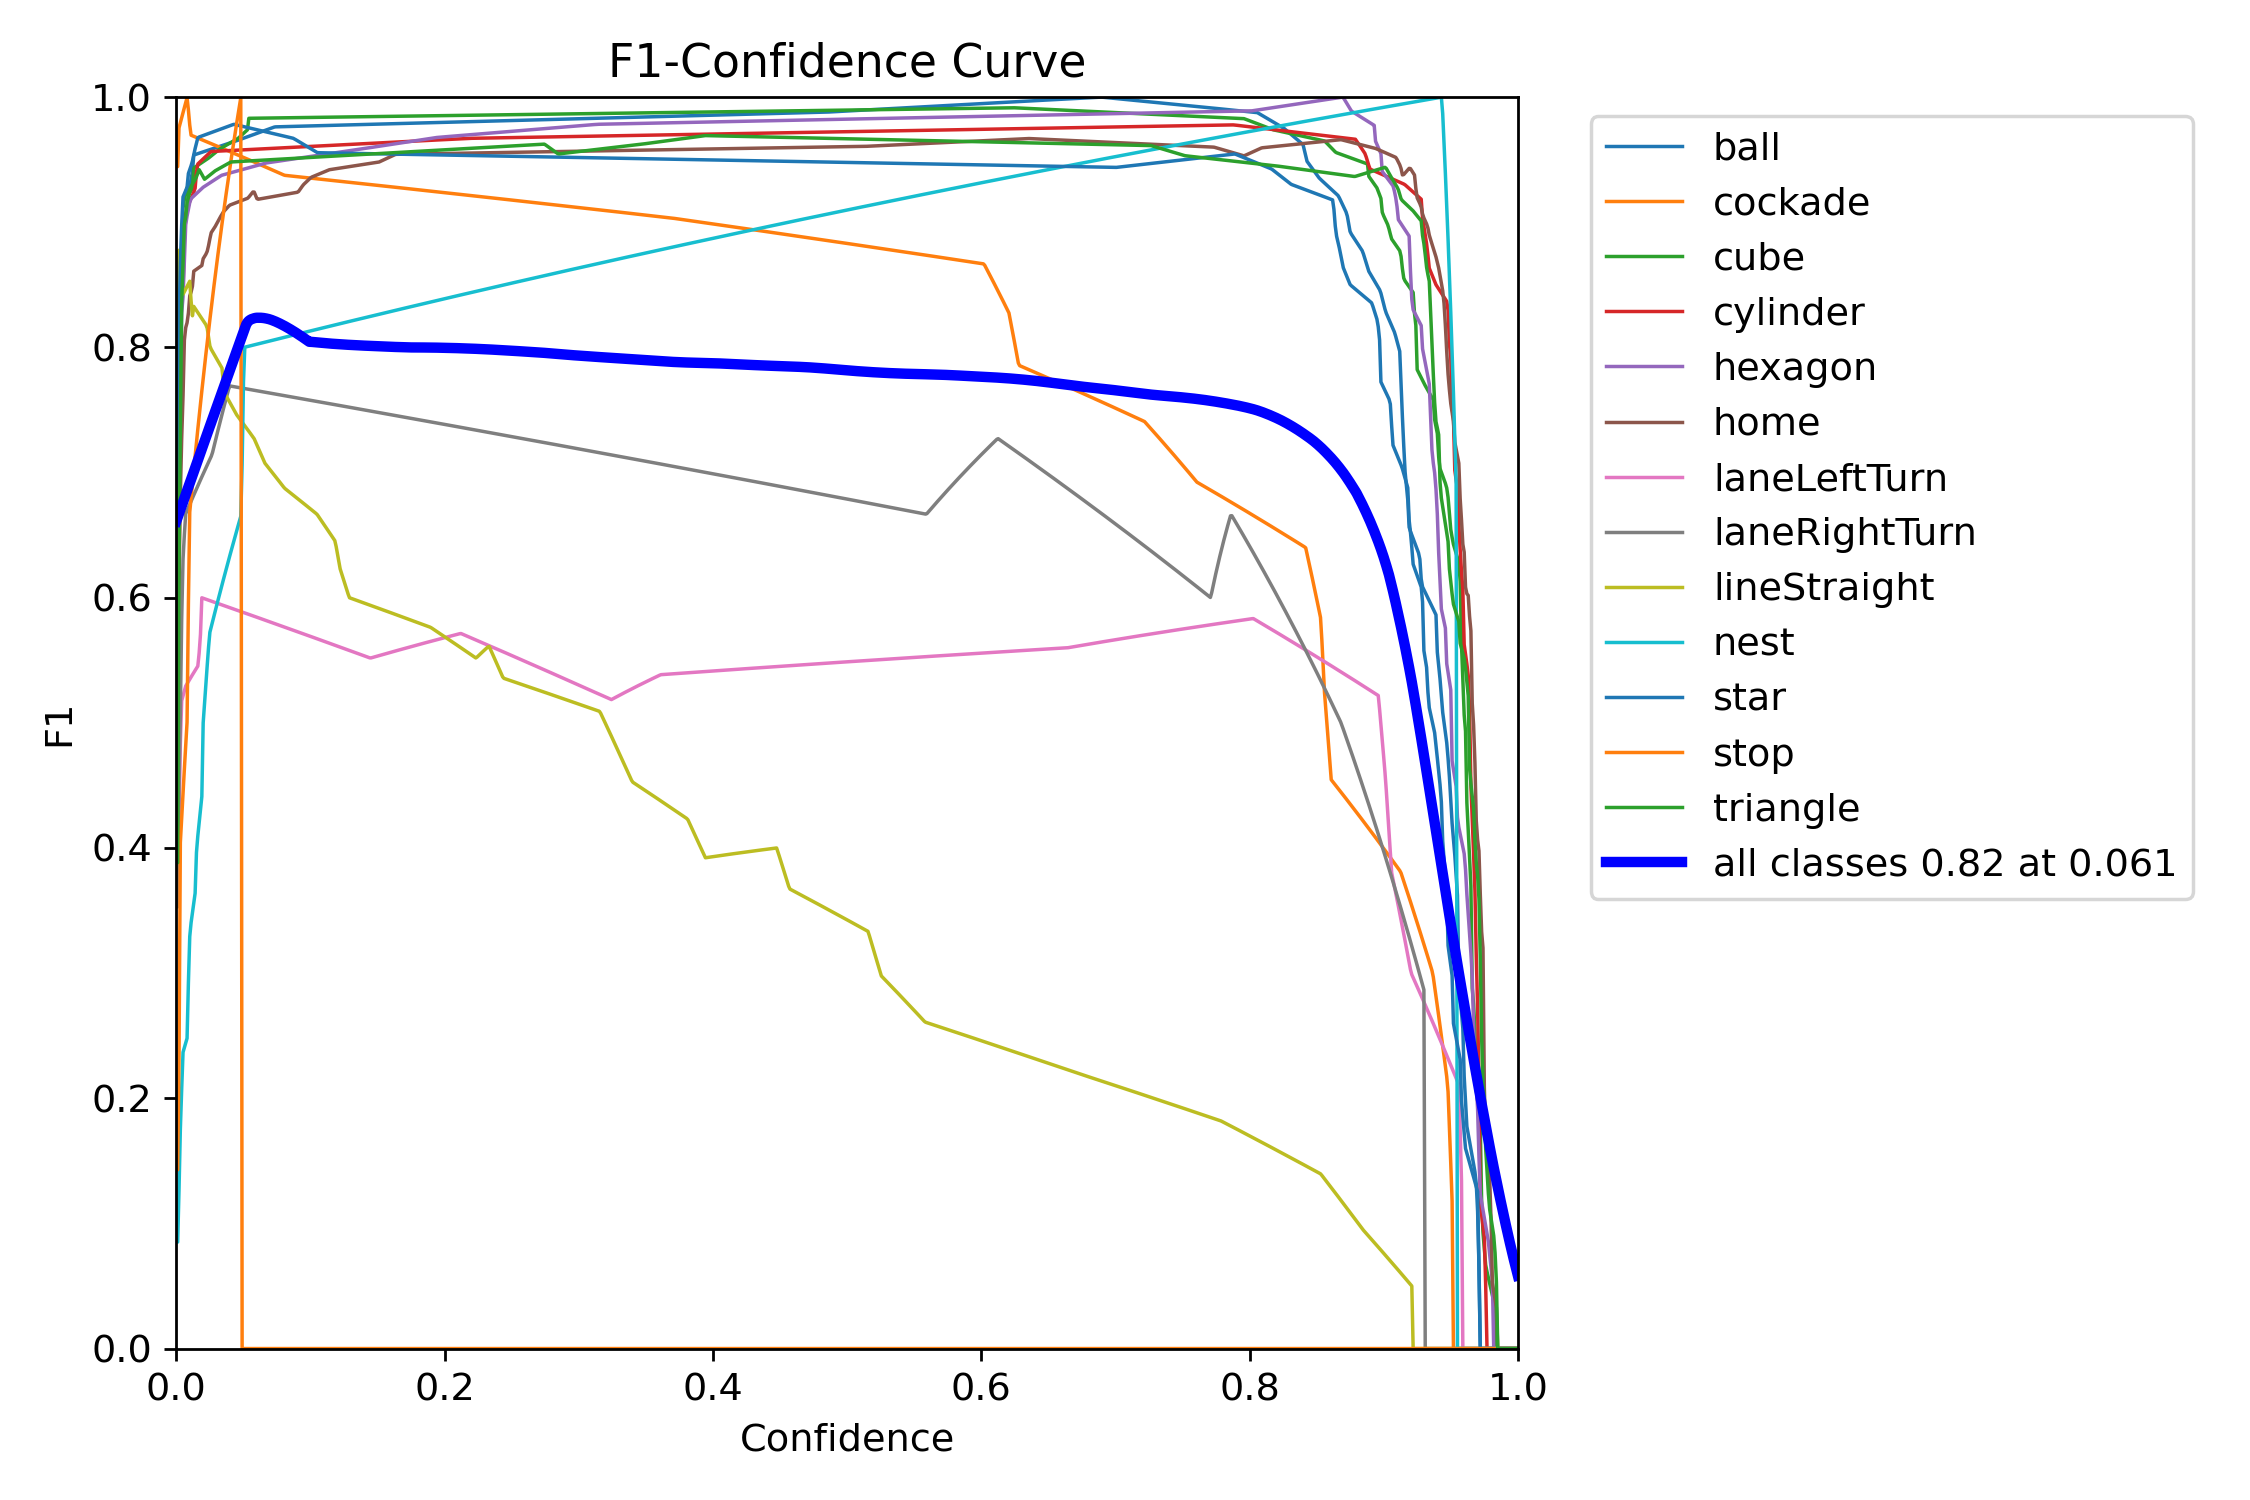 F1-Confidence Curve
1.0
0.8
0.6
0.4
0.2
0.0
F1
0.0 0.2 0.4 0.6 0.8 1.0
Confidence
ball
cockade
cube
cylinder
hexagon
home
laneLeftTurn
laneRightTurn
lineStraight
nest
star
stop
triangle
all classes 0.82 at 0.061